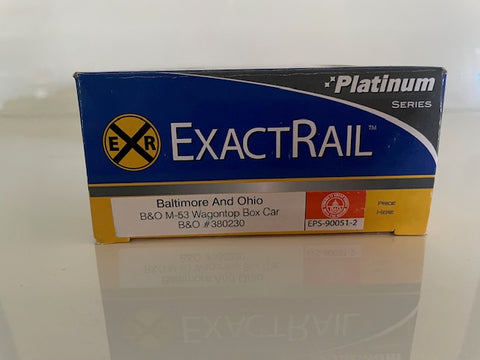 Platinum
SERIES
E R
EXACTRAIL™
Baltimore And Ohio
B&O M-53 Wagontop Box Car
B&O #380230
EPS-90051-2
PRICE
HERE